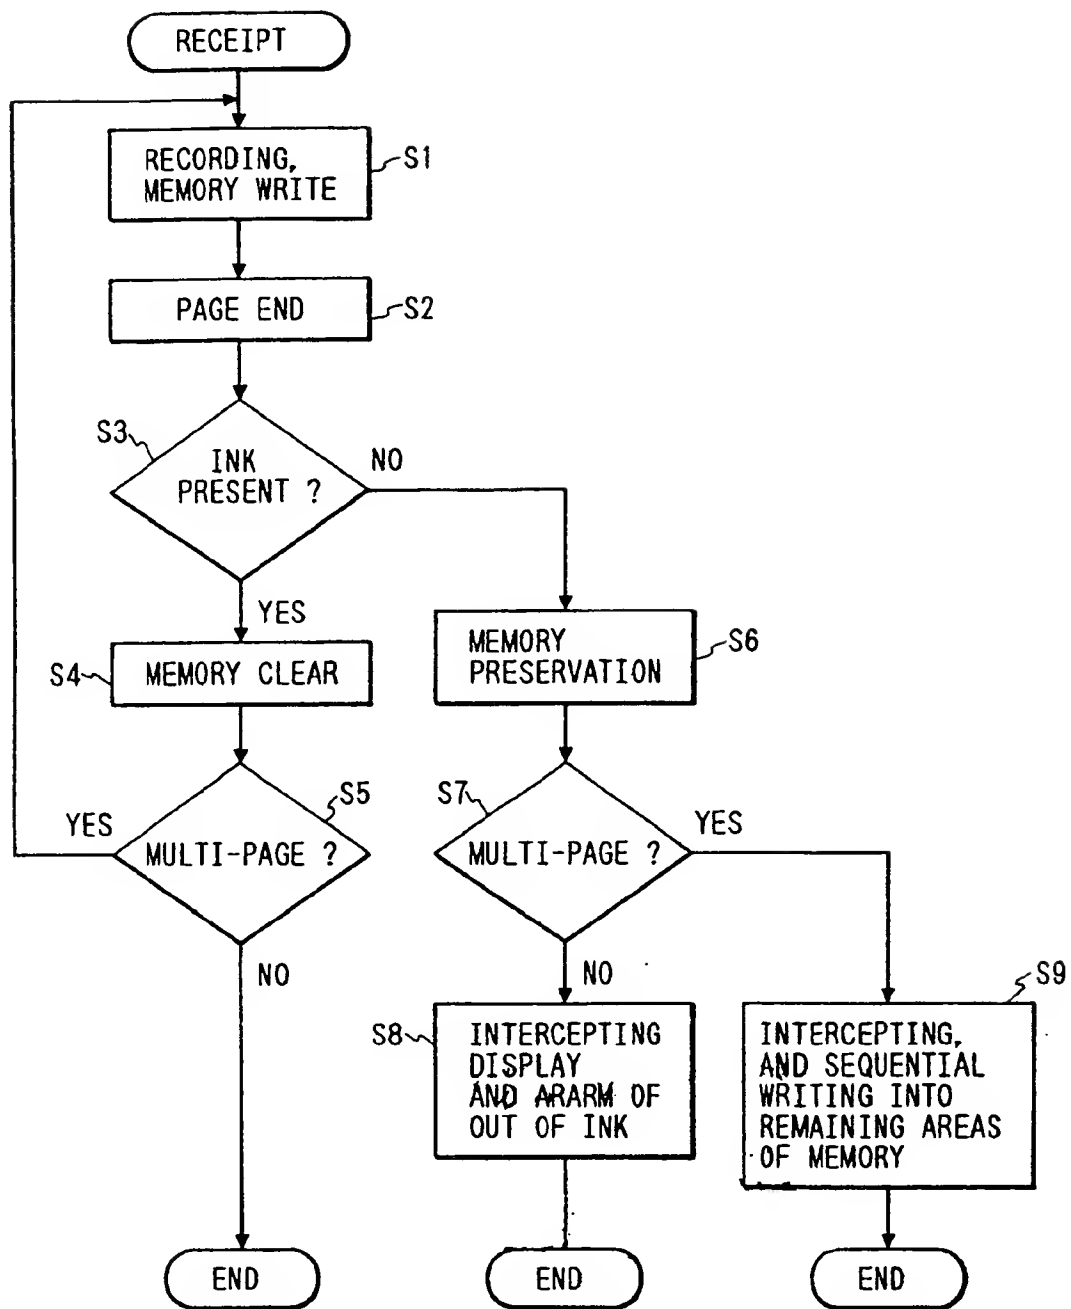 RECEIPT
RECORDING,
MEMORY WRITE
S1
PAGE END
S2
S3
INK
PRESENT ?
NO
YES
S4
MEMORY CLEAR
MEMORY
PRESERVATION
S6
S5
YES
MULTI-PAGE ?
NO
S7
MULTI-PAGE ?
YES
NO
S8
INTERCEPTING
DISPLAY
AND ARARM OF
OUT OF INK
S9
INTERCEPTING,
AND SEQUENTIAL
WRITING INTO
REMAINING AREAS
OF MEMORY
END
END
END